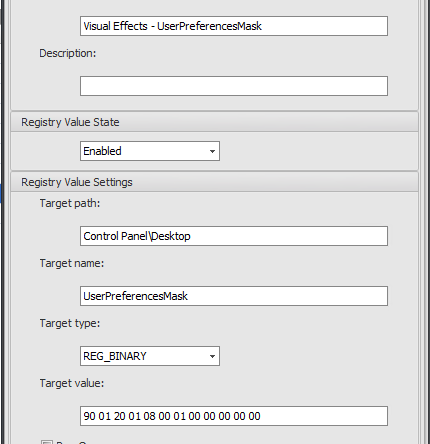 Visual Effects - UserPreferencesMask
Description:
Registry Value State
Enabled
Registry Value Settings
Target path:
Control Panel\Desktop
Target name:
UserPreferencesMask
Target type:
REG_BINARY
Target value:
90 01 20 01 08 00 01 00 00 00 00 00